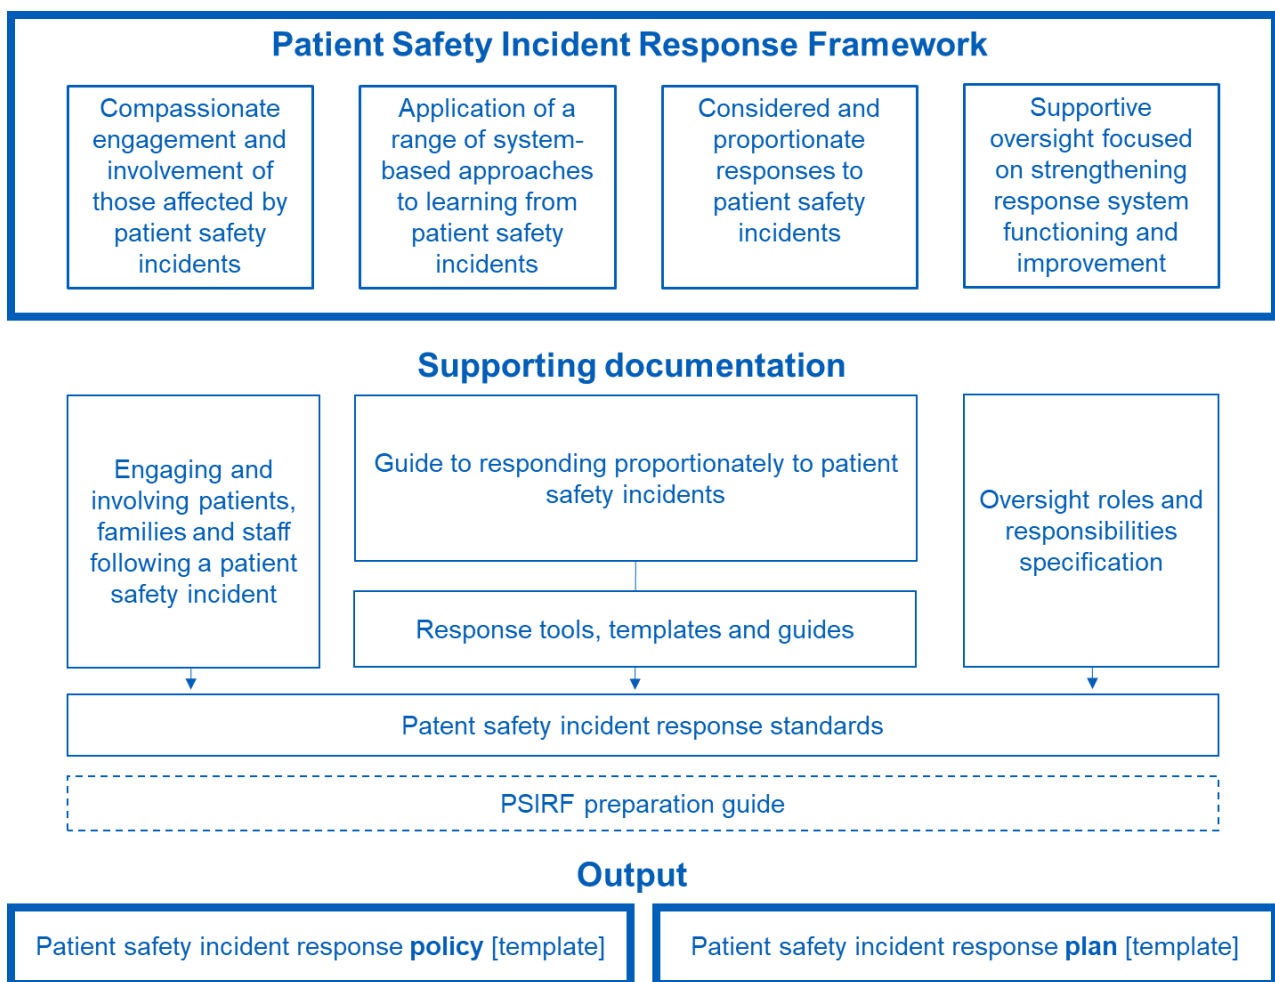 Patient Safety Incident Response Framework
Compassionate
engagement and
involvement of
those affected by
patient safety
incidents
Application of a
range of system-
based approaches
to learning from
patient safety
incidents
Considered and
proportionate
responses to
patient safety
incidents
Supportive
oversight focused
on strengthening
response system
functioning and
improvement
Supporting documentation
Engaging and
involving patients,
families and staff
following a patient
safety incident
Guide to responding proportionately to patient
safety incidents
Response tools, templates and guides
Oversight roles and
responsibilities
specification
Patent safety incident response standards
PSIRF preparation guide
Output
Patient safety incident response policy [template]
Patient safety incident response plan [template]